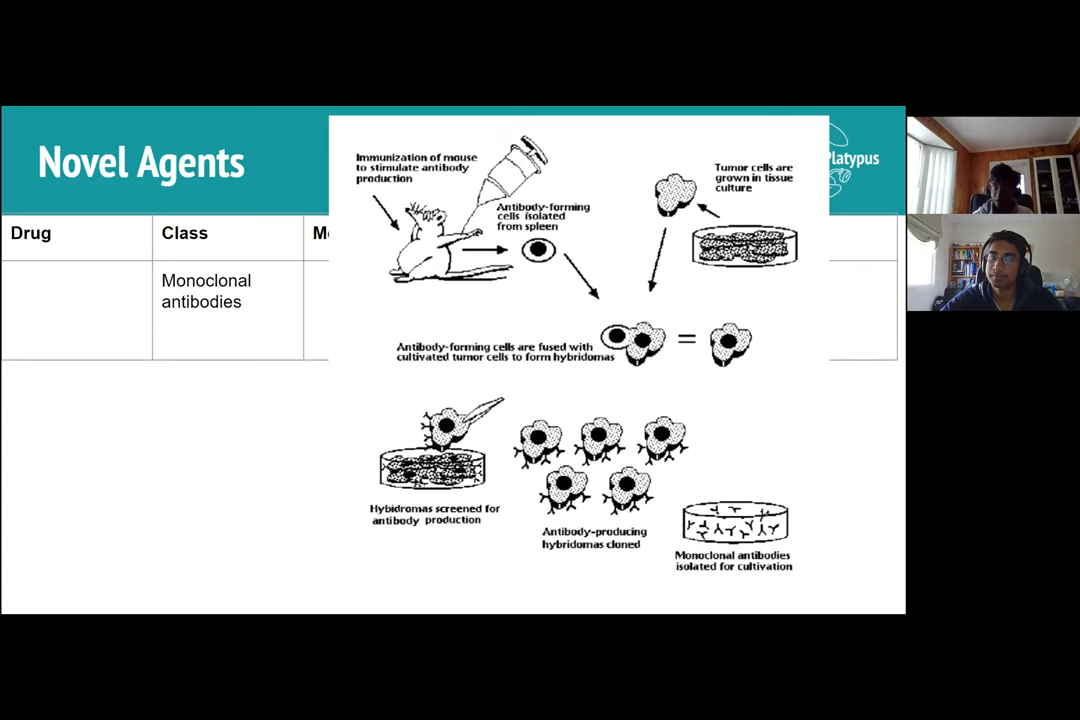 Novel Agents
Platypus
Drug
Class
Monoclonal
antibodies
Immunization of mouse
to stimulate antibody
production
Antibody-forming
cells isolated
from spleen
Tumor cells are
grown in tissue
culture
Antibody-forming cells are fused with
cultivated tumor cells to form hybridomas
=
Hybidromas screened for
antibody production
Antibody-producing
hybridomas cloned
Monoclonal antibodies
isolated for cultivation